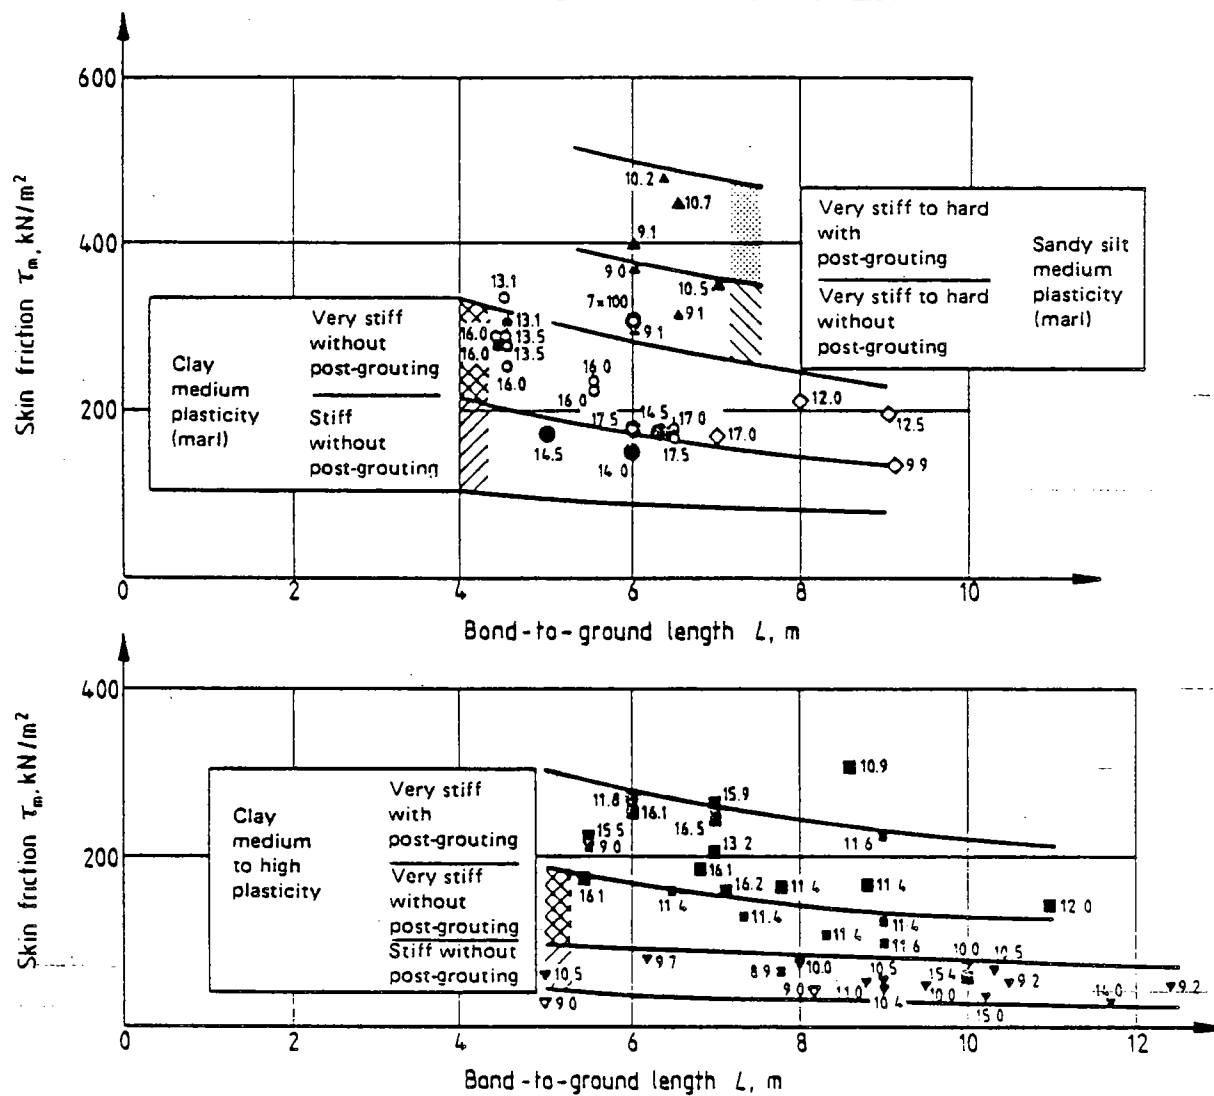 600
400
200
0
Skin friction τm, kN/m²
10.2
10.7
9.1
9 0
10.5
9 1
7=100
9.1
13.1
13.1
16.0
13.5
16.0
13.5
16.0
16 0
16 0
17.5
14.5
17 0
17.5
14.5
14 0
17.0
12.0
12.5
9 9
Very stiff to hard
with
post-grouting
Very stiff to hard
without
post-grouting
Sandy silt
medium
plasticity
(marl)
Clay
medium
plasticity
(marl)
Very stiff
without
post-grouting
Stiff
without
post-grouting
0 2 4 6 8 10
Bond-to-ground length L, m
400
200
0
Skin friction τm, kN/m²
Clay
medium
to high
plasticity
Very stiff
with
post-grouting
Very stiff
without
post-grouting
Stiff without
post-grouting
10.9
11.8
16.1
15.9
16.5
15.5
9 0
13 2
11 6
16.1
16.1
11 4
16.2
11 4
11 4
12 0
11.4
11 4
11 4
11.6
10 0
10 5
10.5
9.0
9.7
8 9
10.0
9 0
11 0
10.5
10 4
15 4
10 0
9.2
15 0
14 0
9.2
0 2 4 6 8 10 12
Bond-to-ground length L, m